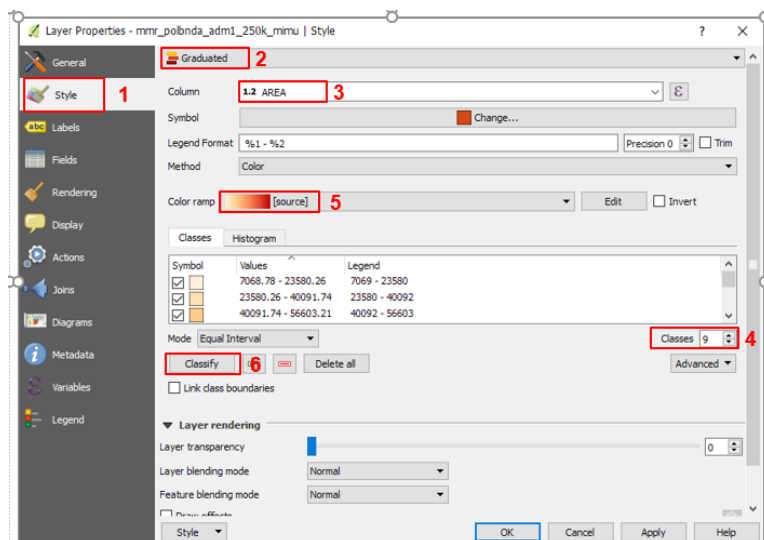 Layer Properties - mmr_polbnda_adm1_250k_mimu | Style ? X
General
Style 1
abc Labels
Fields
Rendering
Display
Actions
Joins
Diagrams
i Metadata
ε Variables
Legend
Graduated 2
Column 1.2 AREA 3 ε
Symbol Change...
Legend Format %1 - %2 Precision 0 Trim
Method Color
Color ramp [source] 5 Edit Invert
Classes Histogram
Symbol Values Legend
7068.78 - 23580.26 7069 - 23580
23580.26 - 40091.74 23580 - 40092
40091.74 - 56603.21 40092 - 56603
Mode Equal Interval Classes 9 4
Classify 6 Delete all Advanced
Link class boundaries
Layer rendering
Layer transparency 0
Layer blending mode Normal
Feature blending mode Normal
Draw effects
Style OK Cancel Apply Help